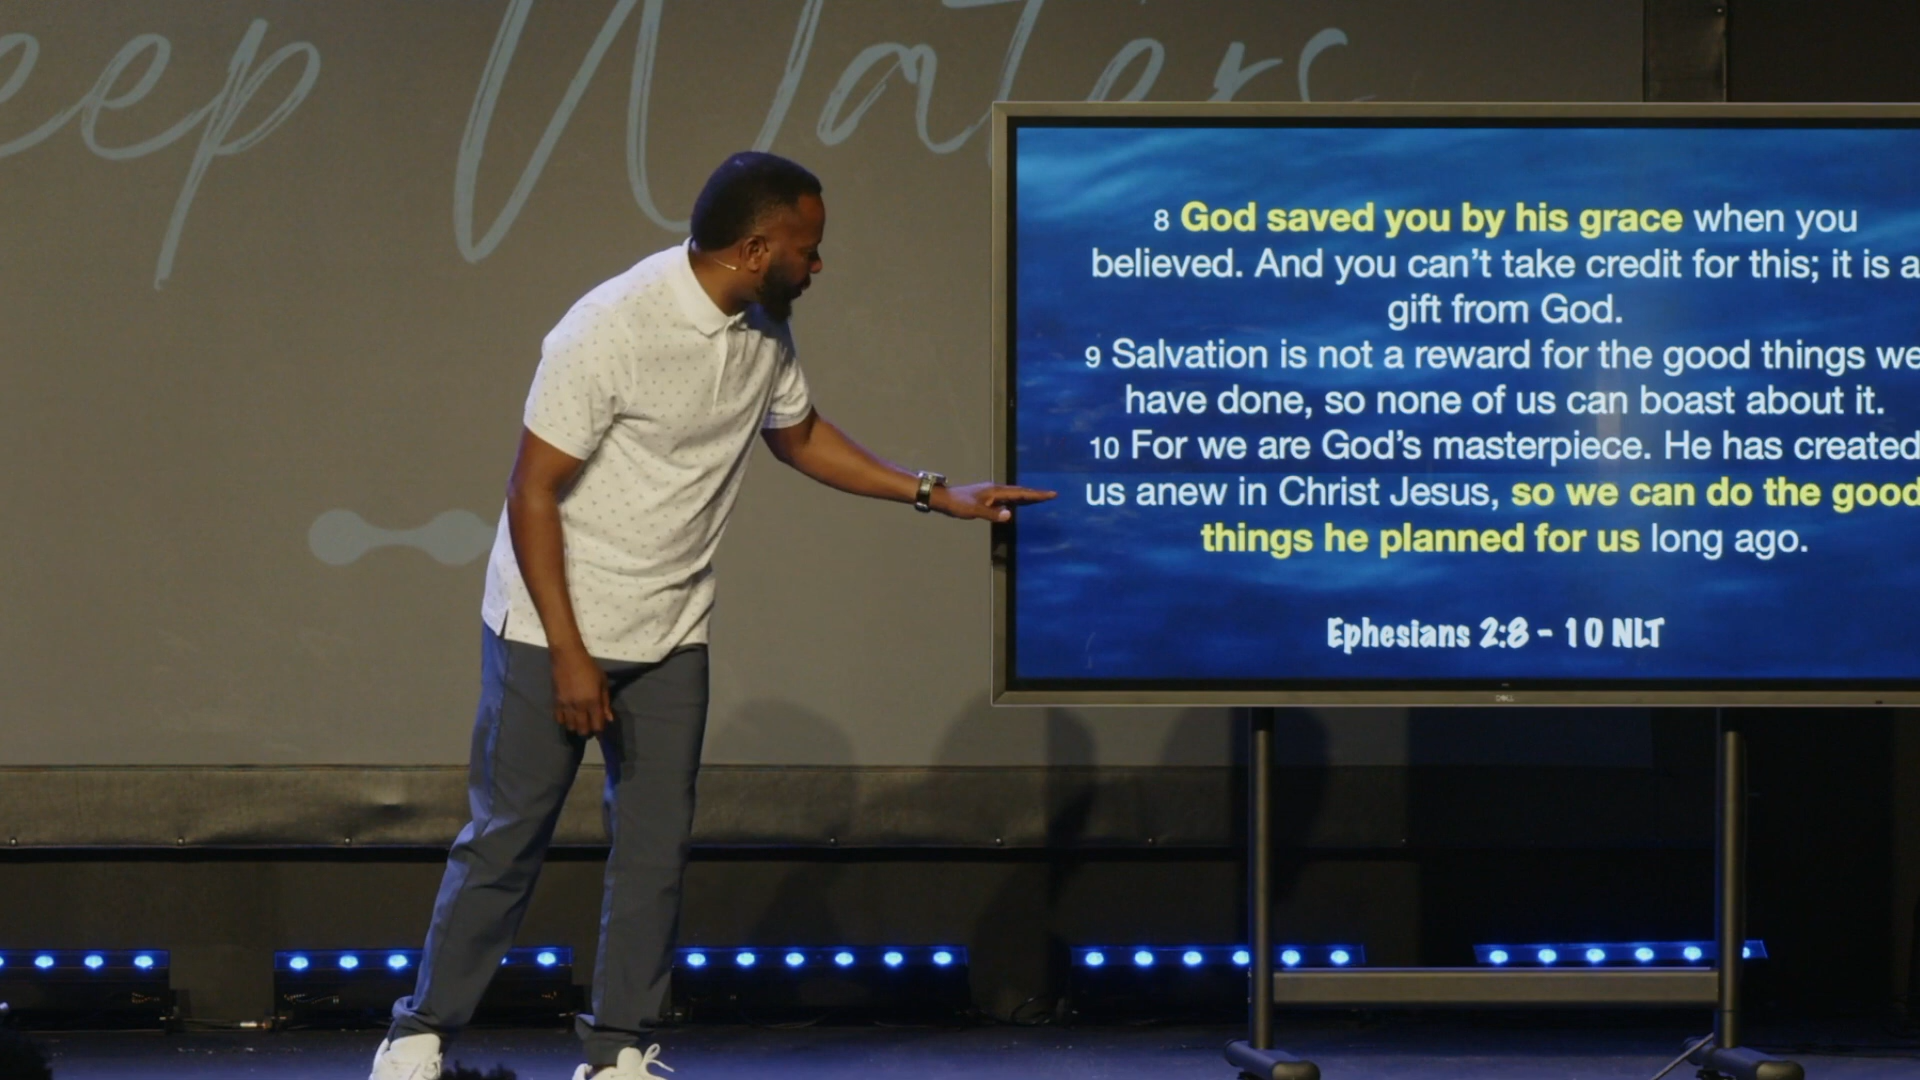 eep Waters
8 God saved you by his grace when you
believed. And you can't take credit for this; it is a
gift from God.
9 Salvation is not a reward for the good things we
have done, so none of us can boast about it.
10 For we are God's masterpiece. He has created
us anew in Christ Jesus, so we can do the good
things he planned for us long ago.
Ephesians 2:8 - 10 NLT
DELL